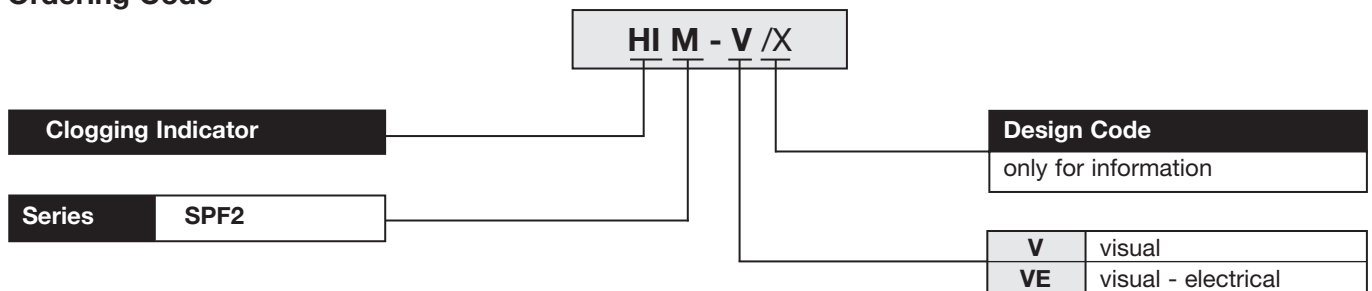 Ordering Code
HI M - V /X
Clogging Indicator
Design Code
only for information
Series SPF2
V visual
VE visual - electrical